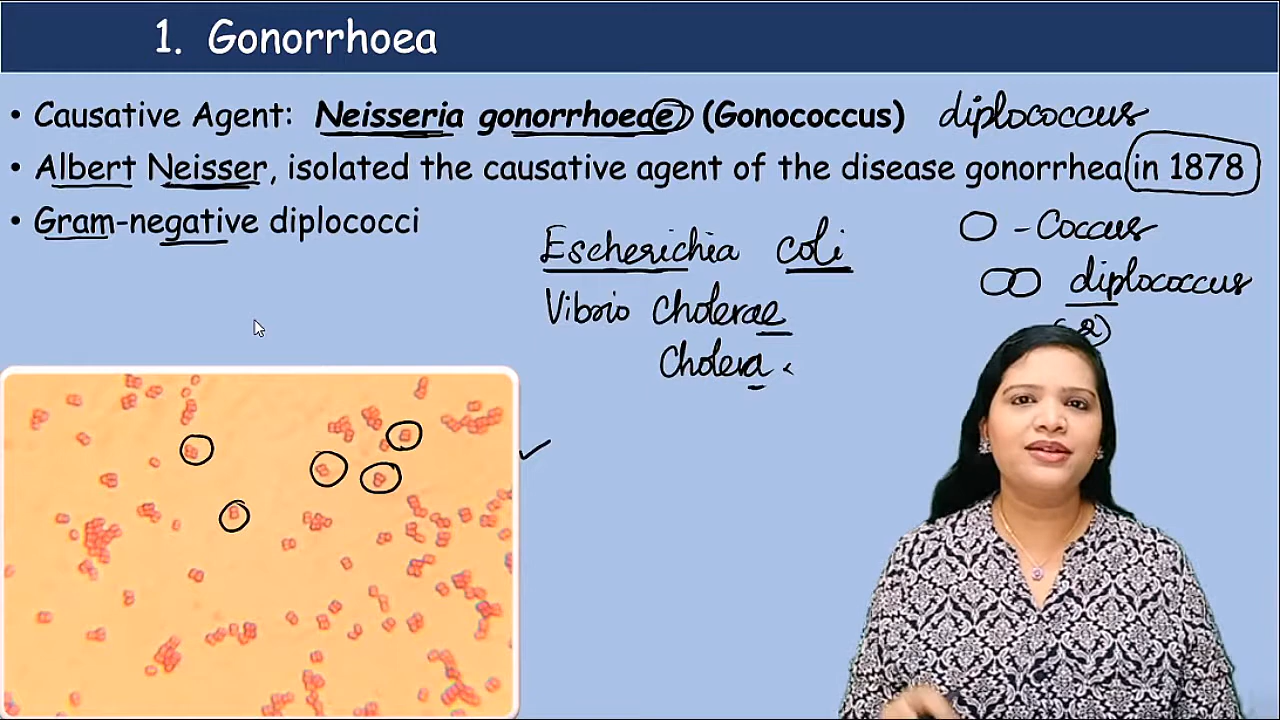 1. Gonorrhoea
• Causative Agent: Neisseria gonorrhoeae (Gonococcus) diplococcus
• Albert Neisser, isolated the causative agent of the disease gonorrhea in 1878
• Gram-negative diplococci
O - Coccus
Escherichia coli
diplococcus
Vibrio Cholerae
(2)
Cholera